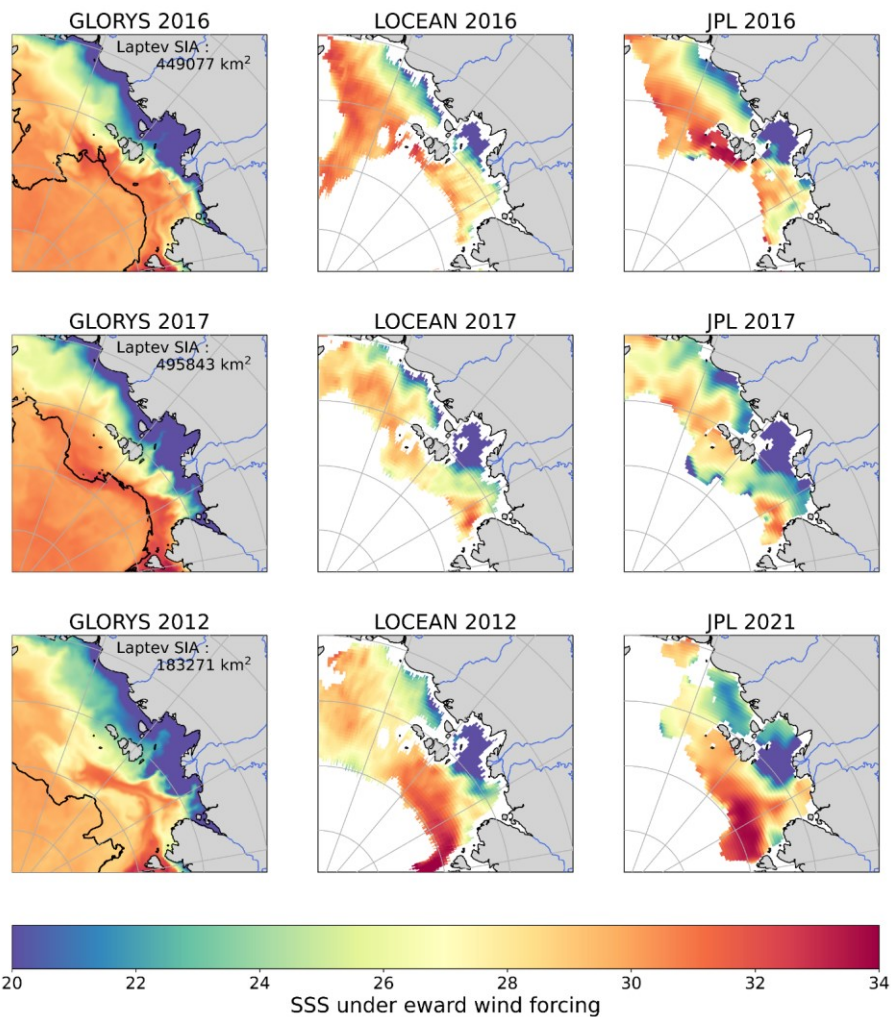 GLORYS 2016 LOCEAN 2016 JPL 2016
Laptev SIA :
449077 km²
GLORYS 2017 LOCEAN 2017 JPL 2017
Laptev SIA :
495843 km²
GLORYS 2012 LOCEAN 2012 JPL 2021
Laptev SIA :
183271 km²
20 22 24 26 28 30 32 34
SSS under eward wind forcing